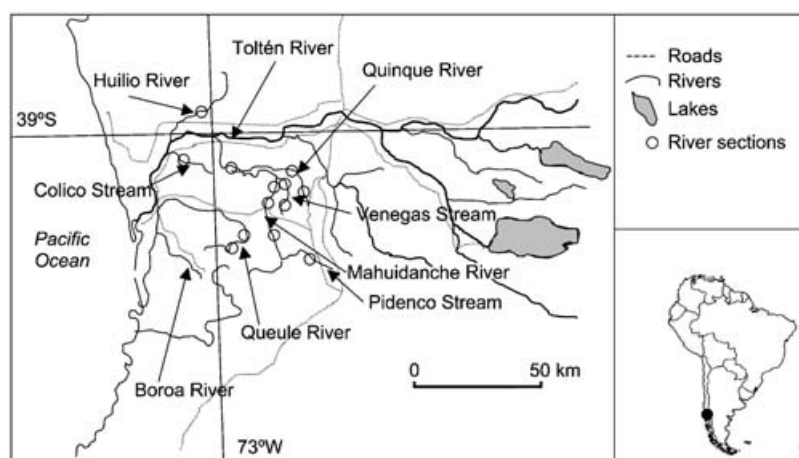 Toltén River
Huilio River
Quinque River
39ºS
Colico Stream
Venegas Stream
Pacific
Ocean
Mahuidanche River
Pidenco Stream
Queule River
Boroa River
0
50 km
73ºW
Roads
Rivers
Lakes
River sections